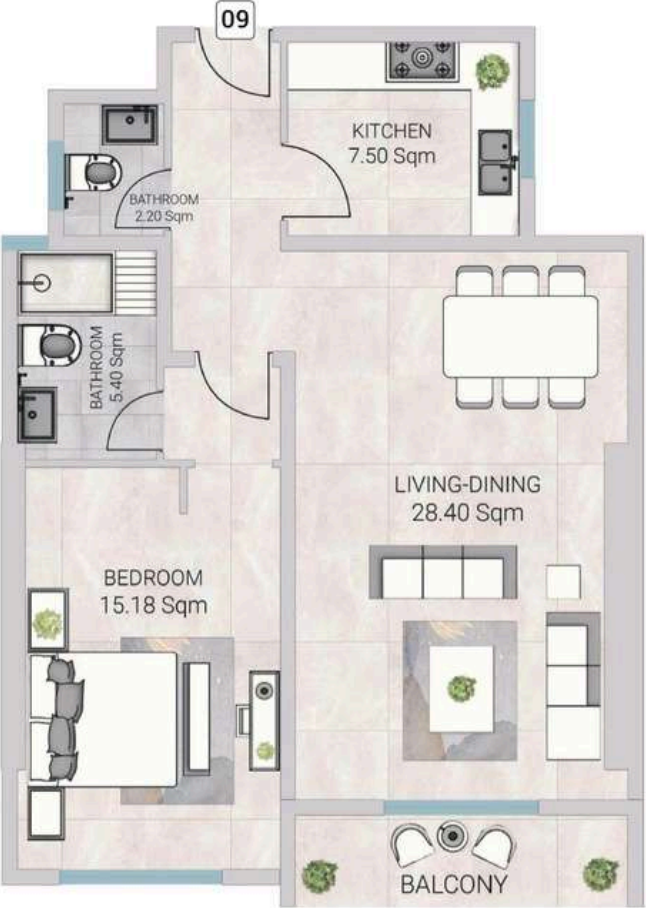 09
KITCHEN
7.50 Sqm
BATHROOM
2.20 Sqm
BATHROOM
5.40 Sqm
LIVING-DINING
28.40 Sqm
BEDROOM
15.18 Sqm
BALCONY